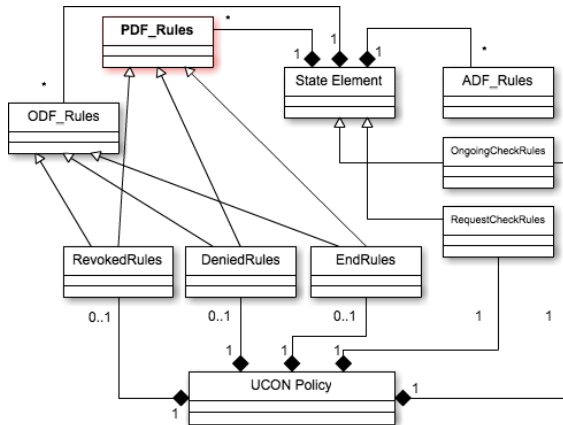 PDF_Rules
*
*
1
1
1
*
State Element
ADF_Rules
ODF_Rules
OngoingCheckRules
RequestCheckRules
RevokedRules
DeniedRules
EndRules
0..1
0..1
0..1
1
1
1
1
1
UCON Policy
1
1